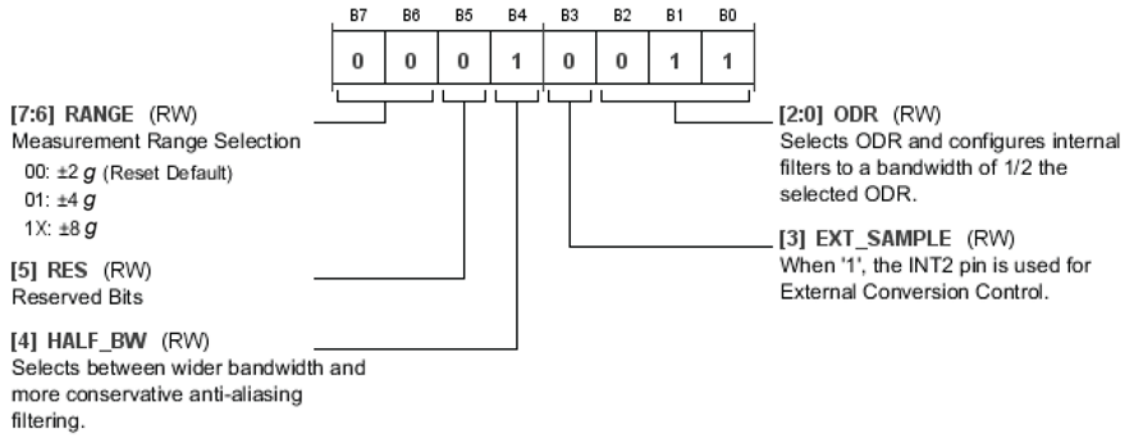 B7 B6 B5 B4 B3 B2 B1 B0
0 0 0 1 0 0 1 1
[7:6] RANGE (RW)
Measurement Range Selection
00: ±2 g (Reset Default)
01: ±4 g
1X: ±8 g
[5] RES (RW)
Reserved Bits
[4] HALF_BW (RW)
Selects between wider bandwidth and
more conservative anti-aliasing
filtering.
[2:0] ODR (RW)
Selects ODR and configures internal
filters to a bandwidth of 1/2 the
selected ODR.
[3] EXT_SAMPLE (RW)
When '1', the INT2 pin is used for
External Conversion Control.